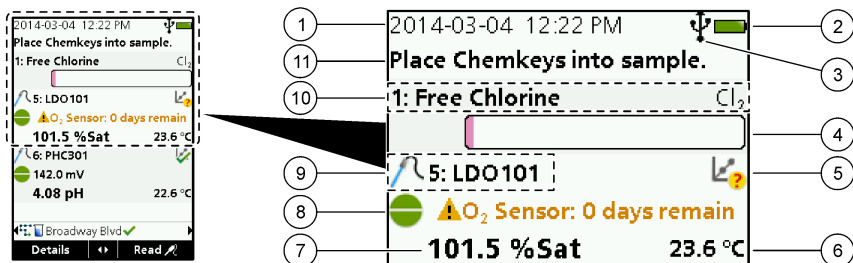 2014-03-04 12:22 PM
Place Chemkeys into sample.
1: Free Chlorine Cl2
5: LDO101
?
O2 Sensor: 0 days remain
101.5 %Sat 23.6 °C
6: PHC301
142.0 mV
4.08 pH 22.6 °C
Broadway Blvd
Details Read
1
11
10
9
8
7
2014-03-04 12:22 PM
Place Chemkeys into sample.
1: Free Chlorine Cl2
5: LDO101
?
O2 Sensor: 0 days remain
101.5 %Sat 23.6 °C
2
3
4
5
6